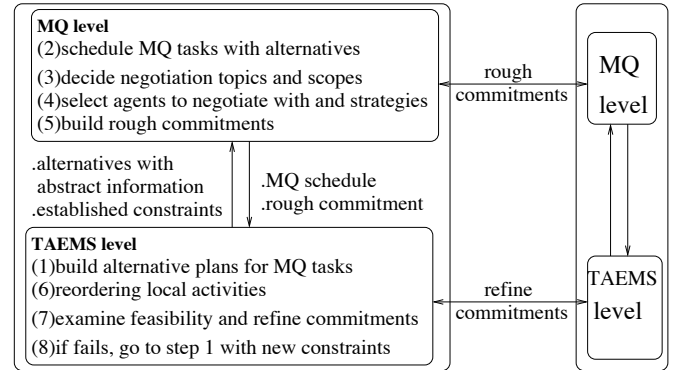 MQ level
(2)schedule MQ tasks with alternatives
(3)decide negotiation topics and scopes
(4)select agents to negotiate with and strategies
(5)build rough commitments
rough
commitments
MQ
level
.alternatives with
abstract information
.established constraints
.MQ schedule
.rough commitment
TAEMS level
(1)build alternative plans for MQ tasks
(6)reordering local activities
(7)examine feasibility and refine commitments
(8)if fails, go to step 1 with new constraints
refine
commitments
TAEMS
level